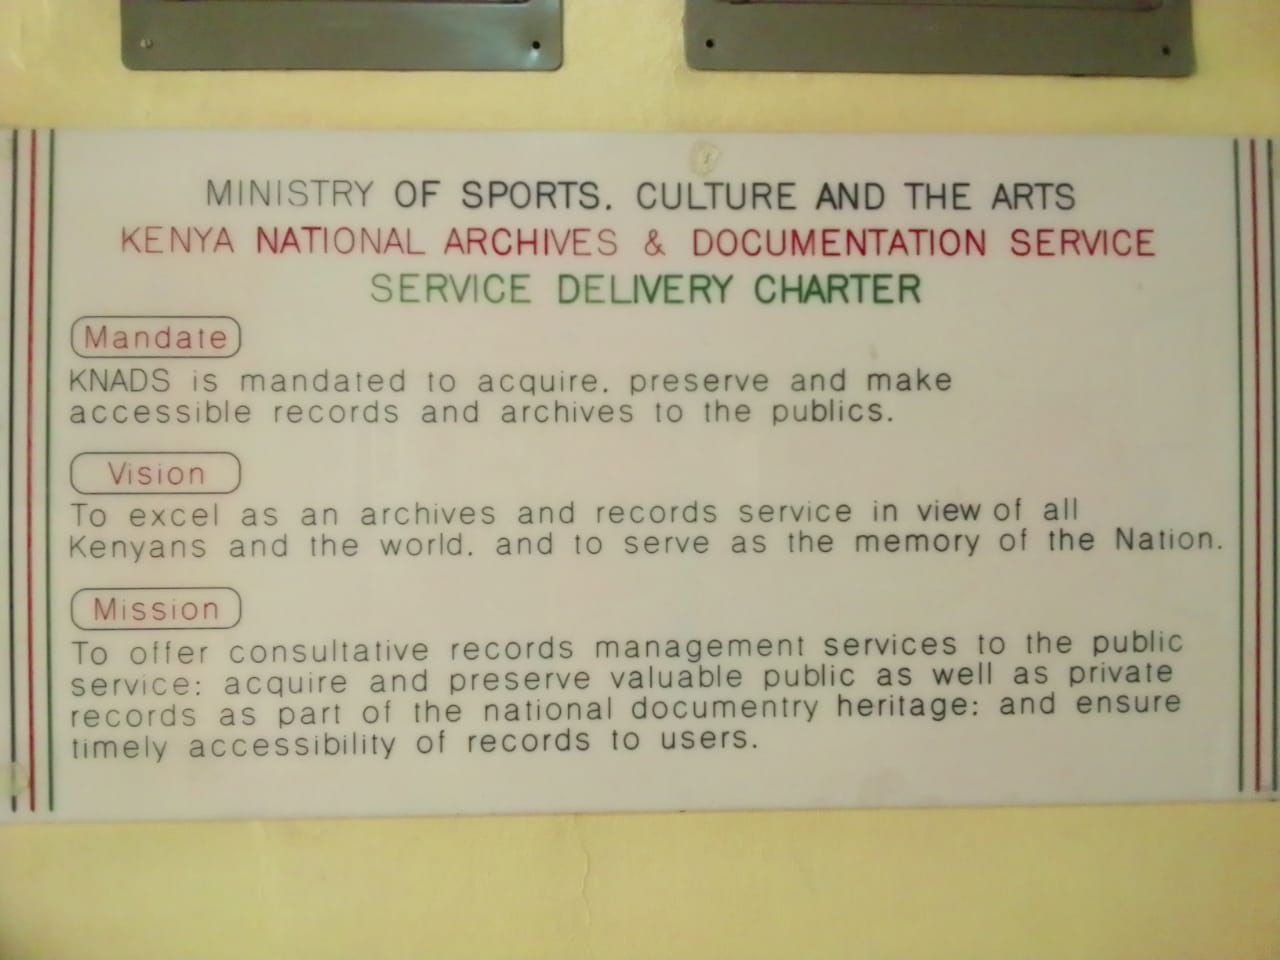 MINISTRY OF SPORTS, CULTURE AND THE ARTS
KENYA NATIONAL ARCHIVES & DOCUMENTATION SERVICE
SERVICE DELIVERY CHARTER
Mandate
KNADS is mandated to acquire, preserve and make
accessible records and archives to the publics.
Vision
To excel as an archives and records service in view of all
Kenyans and the world, and to serve as the memory of the Nation.
Mission
To offer consultative records management services to the public
service; acquire and preserve valuable public as well as private
records as part of the national documentry heritage; and ensure
timely accessibility of records to users.